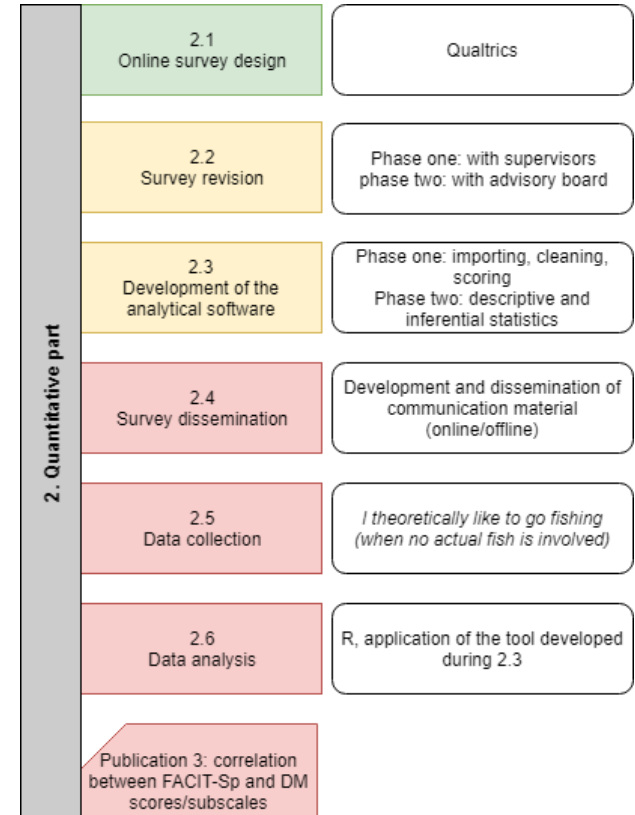 2. Quantitative part
2.1
Online survey design
Qualtrics
2.2
Survey revision
Phase one: with supervisors
phase two: with advisory board
2.3
Development of the
analytical software
Phase one: importing, cleaning,
scoring
Phase two: descriptive and
inferential statistics
2.4
Survey dissemination
Development and dissemination of
communication material
(online/offline)
2.5
Data collection
I theoretically like to go fishing
(when no actual fish is involved)
2.6
Data analysis
R, application of the tool developed
during 2.3
Publication 3: correlation
between FACIT-Sp and DM
scores/subscales